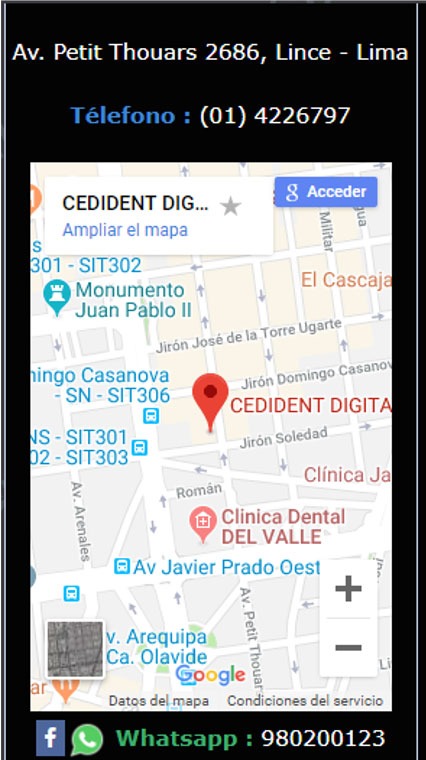 Av. Petit Thouars 2686, Lince - Lima
Télefono : (01) 4226797
CEDIDENT DIG...
Ampliar el mapa
Acceder
Militar
gua
s
301 - SIT302
El Cascaja
Monumento
Juan Pablo II
Jirón José de la Torre Ugarte
mingo Casanova
- SN - SIT306
Jirón Domingo Casanov
CEDIDENT DIGITA
NS - SIT301
02 - SIT303
Jirón Soledad
Clínica Ja
Román
Av. Arenales
Clinica Dental
DEL VALLE
Av Javier Prado Oest
Av. Petit Thouar
v. Arequipa
Ca. Olavide
ar
Google
Datos del mapa
Condiciones del servicio
Whatsapp : 980200123